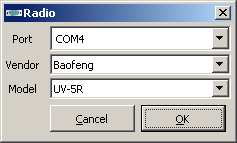 Radio
Port COM4
Vendor Baofeng
Model UV-5R
Cancel OK